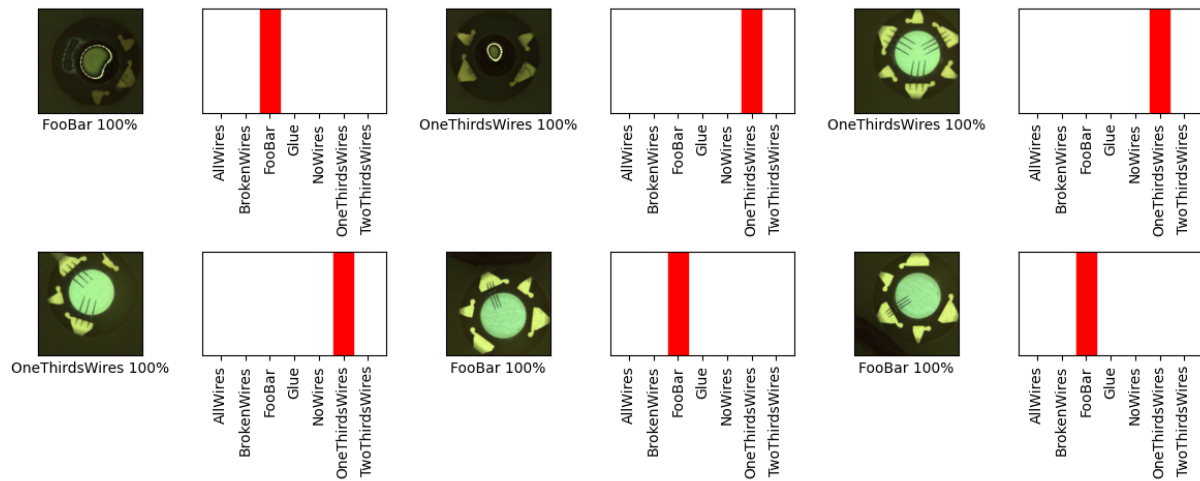 FooBar 100%
AllWires
BrokenWires
FooBar
Glue
NoWires
OneThirdsWires
TwoThirdsWires
OneThirdsWires 100%
AllWires
BrokenWires
FooBar
Glue
NoWires
OneThirdsWires
TwoThirdsWires
OneThirdsWires 100%
AllWires
BrokenWires
FooBar
Glue
NoWires
OneThirdsWires
TwoThirdsWires
OneThirdsWires 100%
AllWires
BrokenWires
FooBar
Glue
NoWires
OneThirdsWires
TwoThirdsWires
FooBar 100%
AllWires
BrokenWires
FooBar
Glue
NoWires
OneThirdsWires
TwoThirdsWires
FooBar 100%
AllWires
BrokenWires
FooBar
Glue
NoWires
OneThirdsWires
TwoThirdsWires